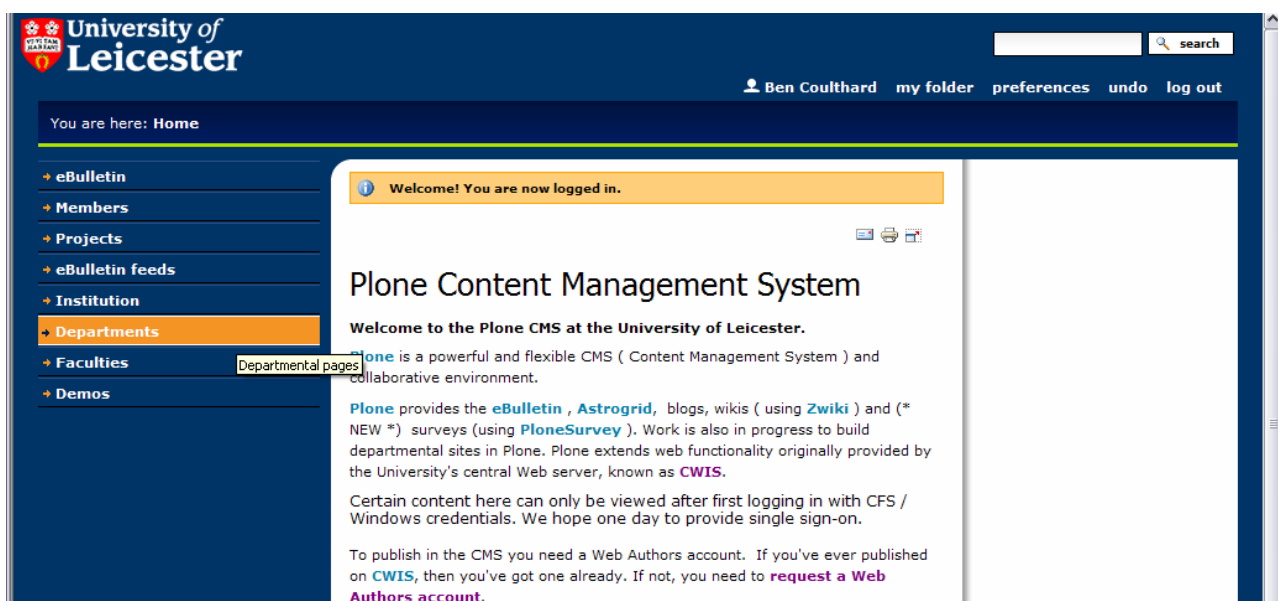 University of
Leicester
search
Ben Coulthard my folder preferences undo log out
You are here: Home
eBulletin
Members
Projects
eBulletin feeds
Institution
Departments
Faculties
Demos
Departmental pages
Welcome! You are now logged in.
Plone Content Management System
Welcome to the Plone CMS at the University of Leicester.
Plone is a powerful and flexible CMS ( Content Management System ) and
collaborative environment.
Plone provides the eBulletin , Astrogrid, blogs, wikis ( using Zwiki ) and (*
NEW *) surveys (using PloneSurvey ). Work is also in progress to build
departmental sites in Plone. Plone extends web functionality originally provided by
the University's central Web server, known as CWIS.
Certain content here can only be viewed after first logging in with CFS /
Windows credentials. We hope one day to provide single sign-on.
To publish in the CMS you need a Web Authors account. If you've ever published
on CWIS, then you've got one already. If not, you need to request a Web
Authors account.